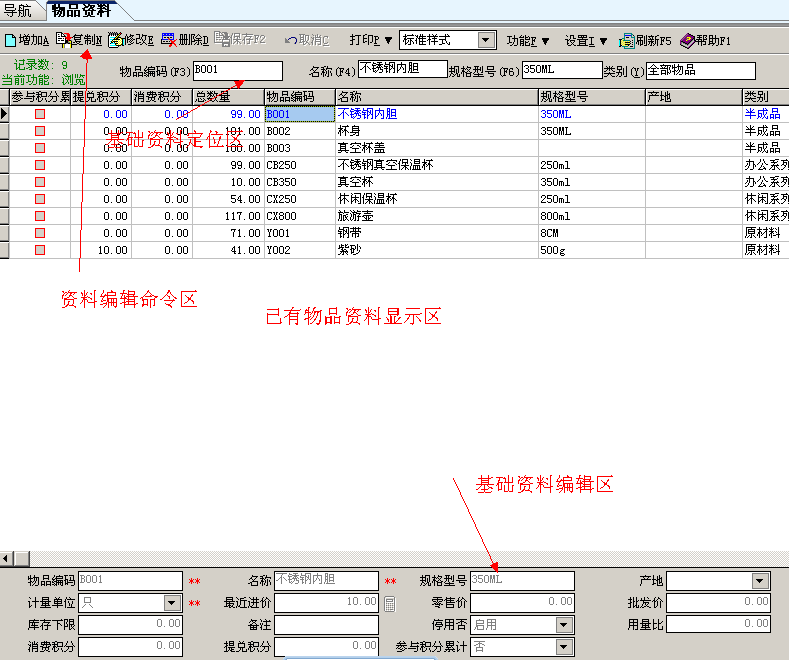 导航 物品资料
增加A 复制N 修改E 删除D 保存F2 取消C 打印P ▼ 标准样式 功能F ▼ 设置I ▼ 刷新F5 帮助F1
记录数: 9
当前功能: 浏览
物品编码(F3) B001 名称(F4) 不锈钢内胆 规格型号(F6) 350ML 类别(Y) 全部物品
参与积分累 提兑积分 消费积分 总数量 物品编码 名称 规格型号 产地 类别
0.00 0.00 99.00 B001 不锈钢内胆 350ML 半成品
0.00 0.00 101.00 B002 杯身 350ML 半成品
基础资料定位区
0.00 0.00 100.00 B003 真空杯盖 半成品
0.00 0.00 99.00 CB250 不锈钢真空保温杯 250ml 办公系列
0.00 0.00 10.00 CB350 真空杯 350ml 办公系列
0.00 0.00 54.00 CX250 休闲保温杯 250ml 休闲系列
0.00 0.00 117.00 CX800 旅游壶 800ml 休闲系列
0.00 0.00 71.00 Y001 钢带 8CM 原材料
10.00 0.00 41.00 Y002 紫砂 500g 原材料
资料编辑命令区
已有物品资料显示区
基础资料编辑区
物品编码 B001 ** 名称 不锈钢内胆 ** 规格型号 350ML 产地
计量单位 只 ** 最近进价 10.00 零售价 0.00 批发价 0.00
库存下限 0.00 备注 停用否 启用 用量比 0.00
消费积分 0.00 提兑积分 0.00 参与积分累计 否